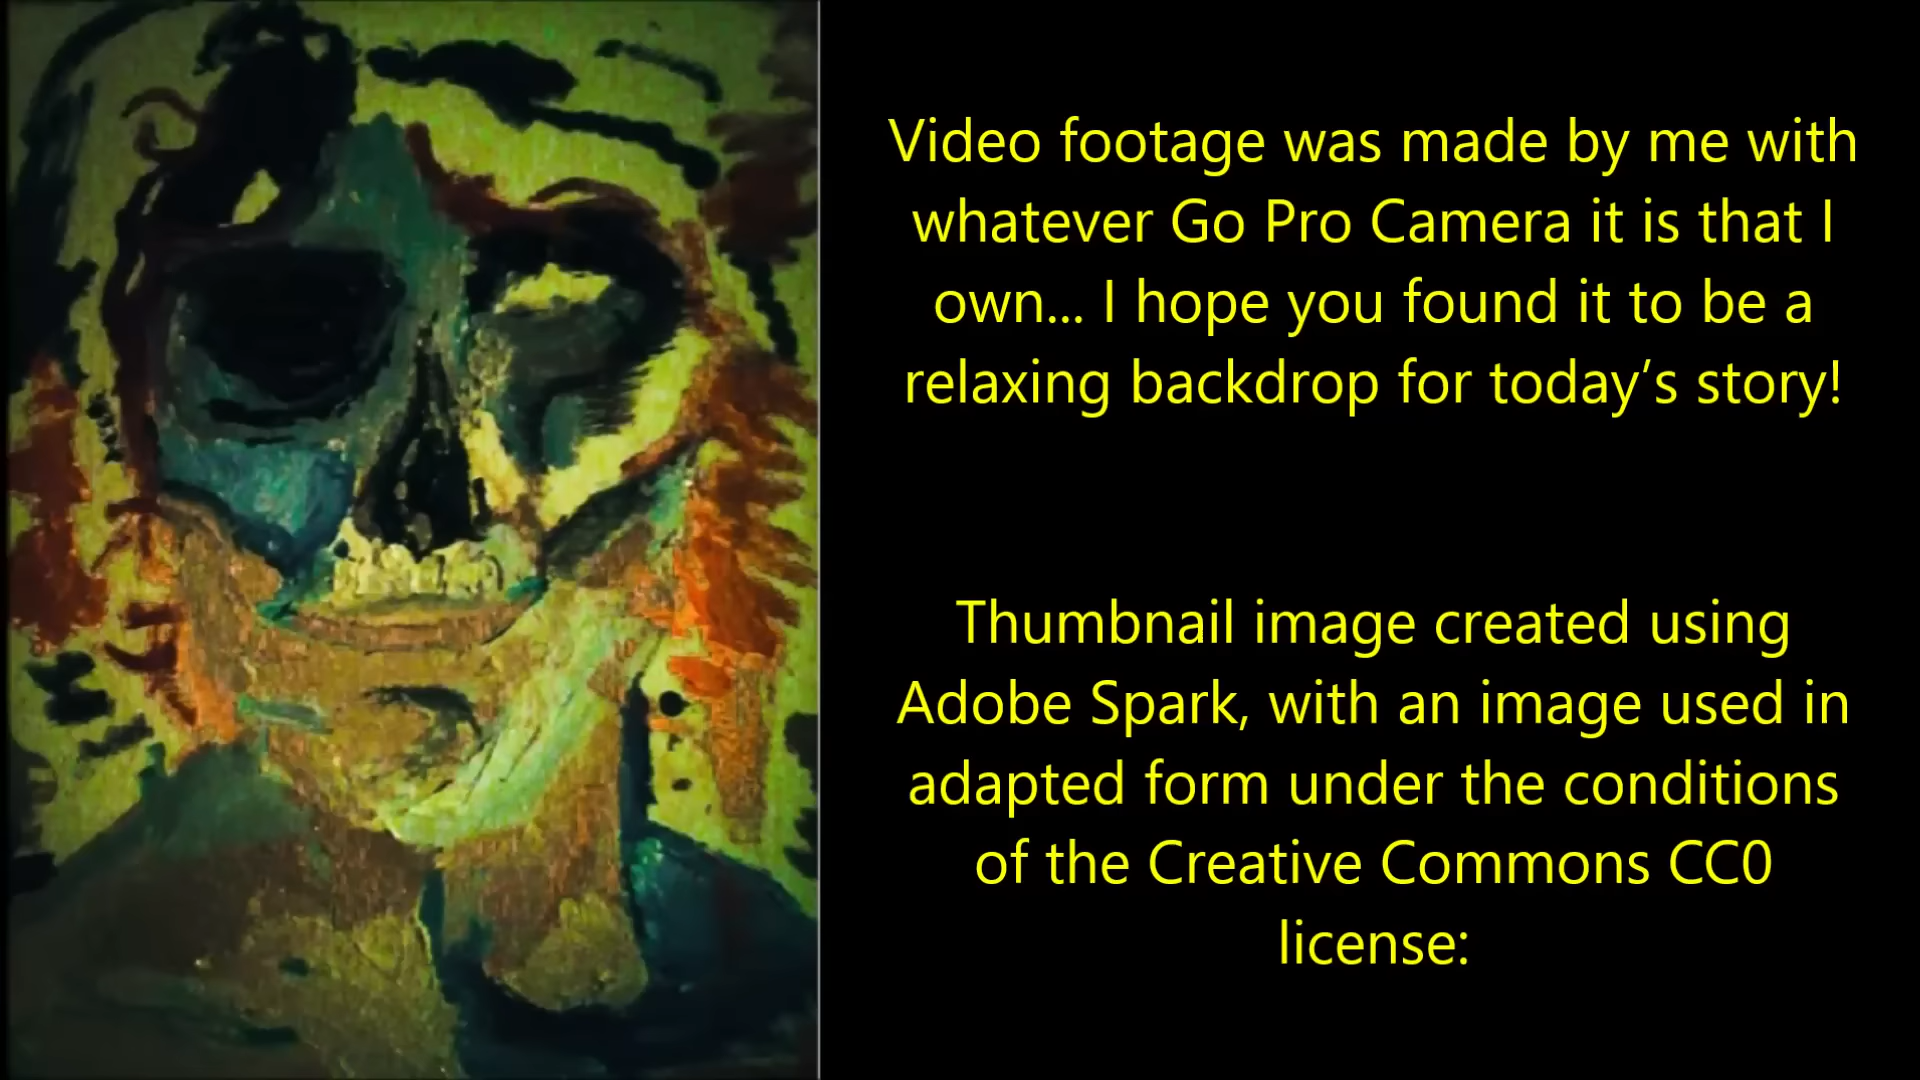 Video footage was made by me with
whatever Go Pro Camera it is that I
own... I hope you found it to be a
relaxing backdrop for today’s story!
Thumbnail image created using
Adobe Spark, with an image used in
adapted form under the conditions
of the Creative Commons CC0
license: